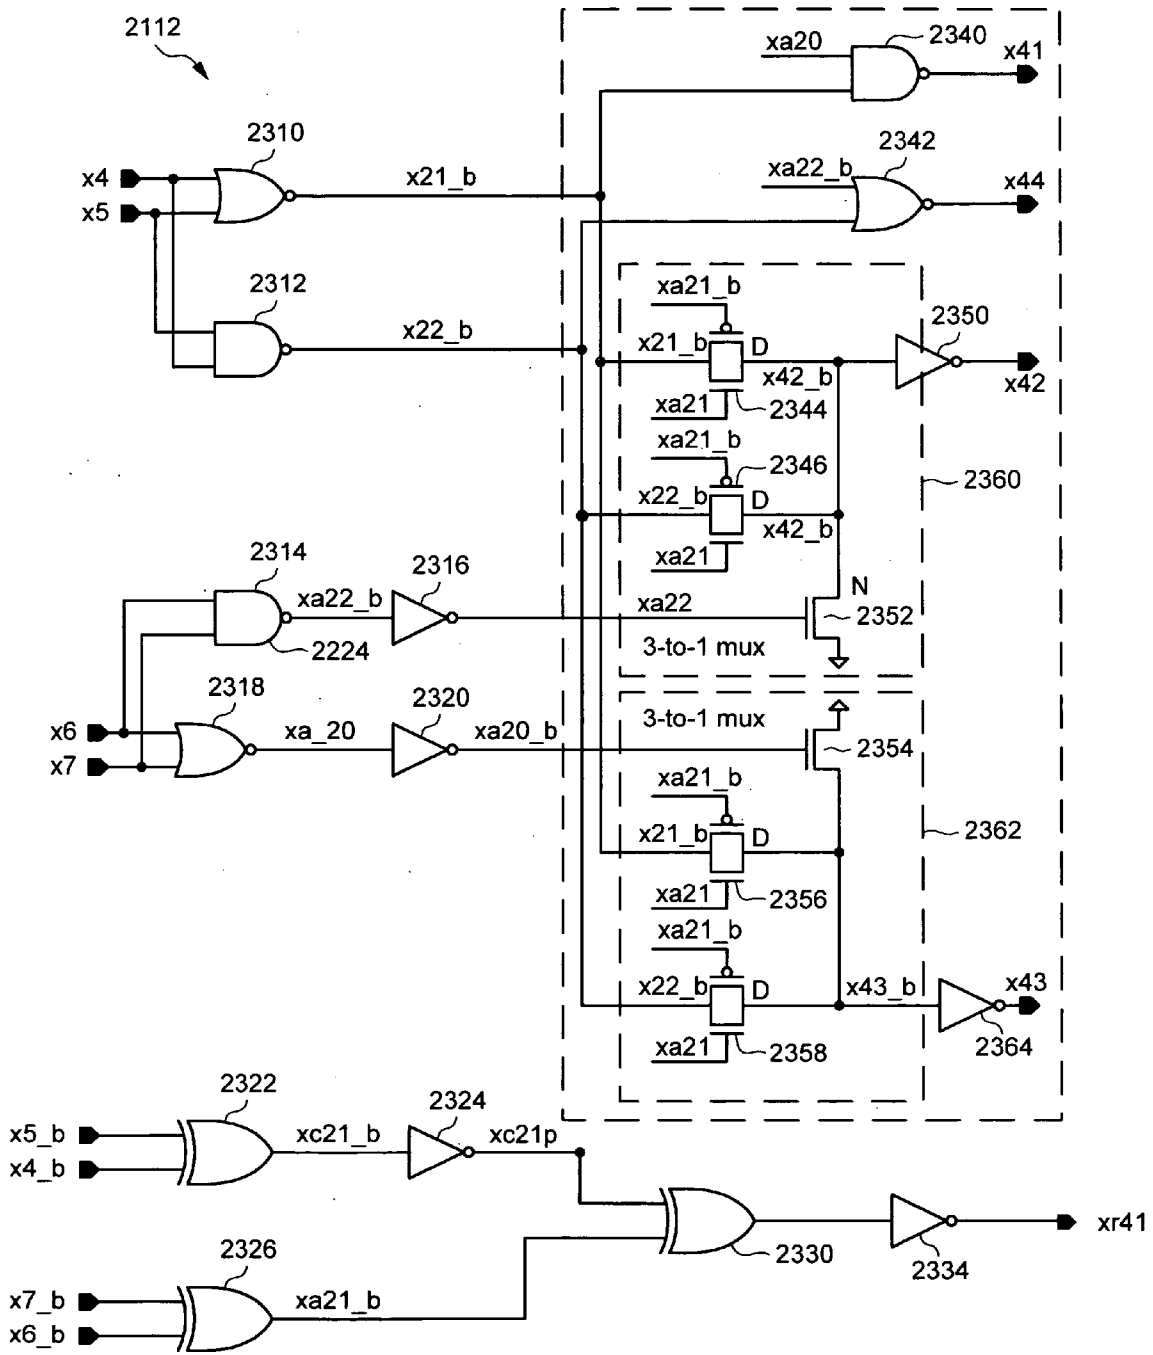 2112
xa20
2340
x41
2310
2342
x4
x21_b
xa22_b
x44
x5
2312
xa21_b
2350
x22_b
x21_b
D
x42_b
x42
xa21
2344
xa21_b
2346
x22_b
D
2360
x42_b
xa21
2314
2316
N
xa22_b
xa22
2352
2224
3-to-1 mux
2318
2320
3-to-1 mux
x6
xa_20
xa20_b
2354
x7
xa21_b
x21_b
D
2362
xa21
2356
xa21_b
x22_b
D
x43_b
x43
xa21
2358
2364
2322
2324
x5_b
xc21_b
xc21p
x4_b
xr41
2326
2330
2334
x7_b
xa21_b
x6_b